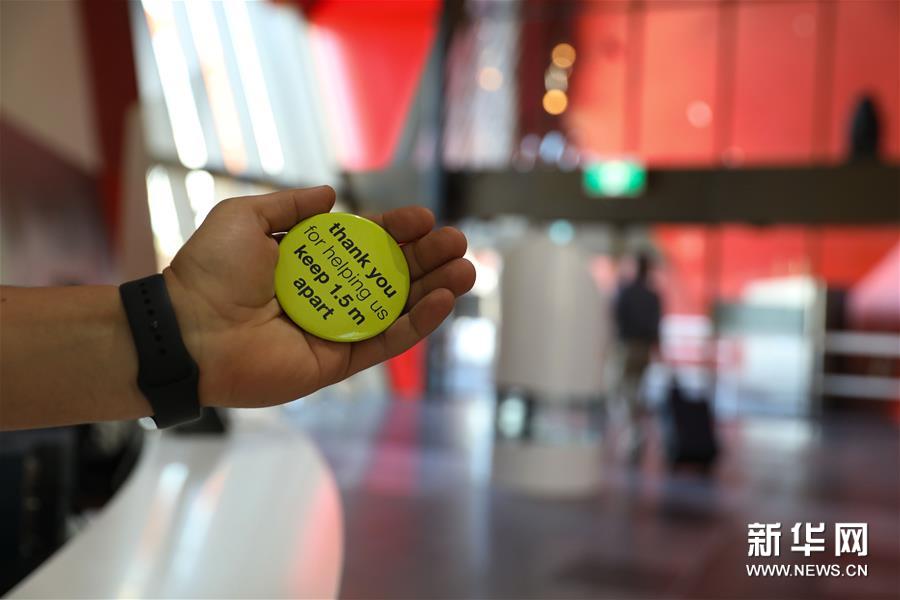 thank you
for helping us
keep 1.5 m
apart
新华网
WWW.NEWS.CN